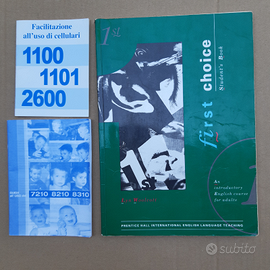 Facilitazione
all'uso di cellulari
1100
1101
2600
7210 8210 8310
1st
first choice
Student's Book
An
introductory
English course
for adults
1
PRENTICE HALL INTERNATIONAL ENGLISH LANGUAGE TEACHING
subito